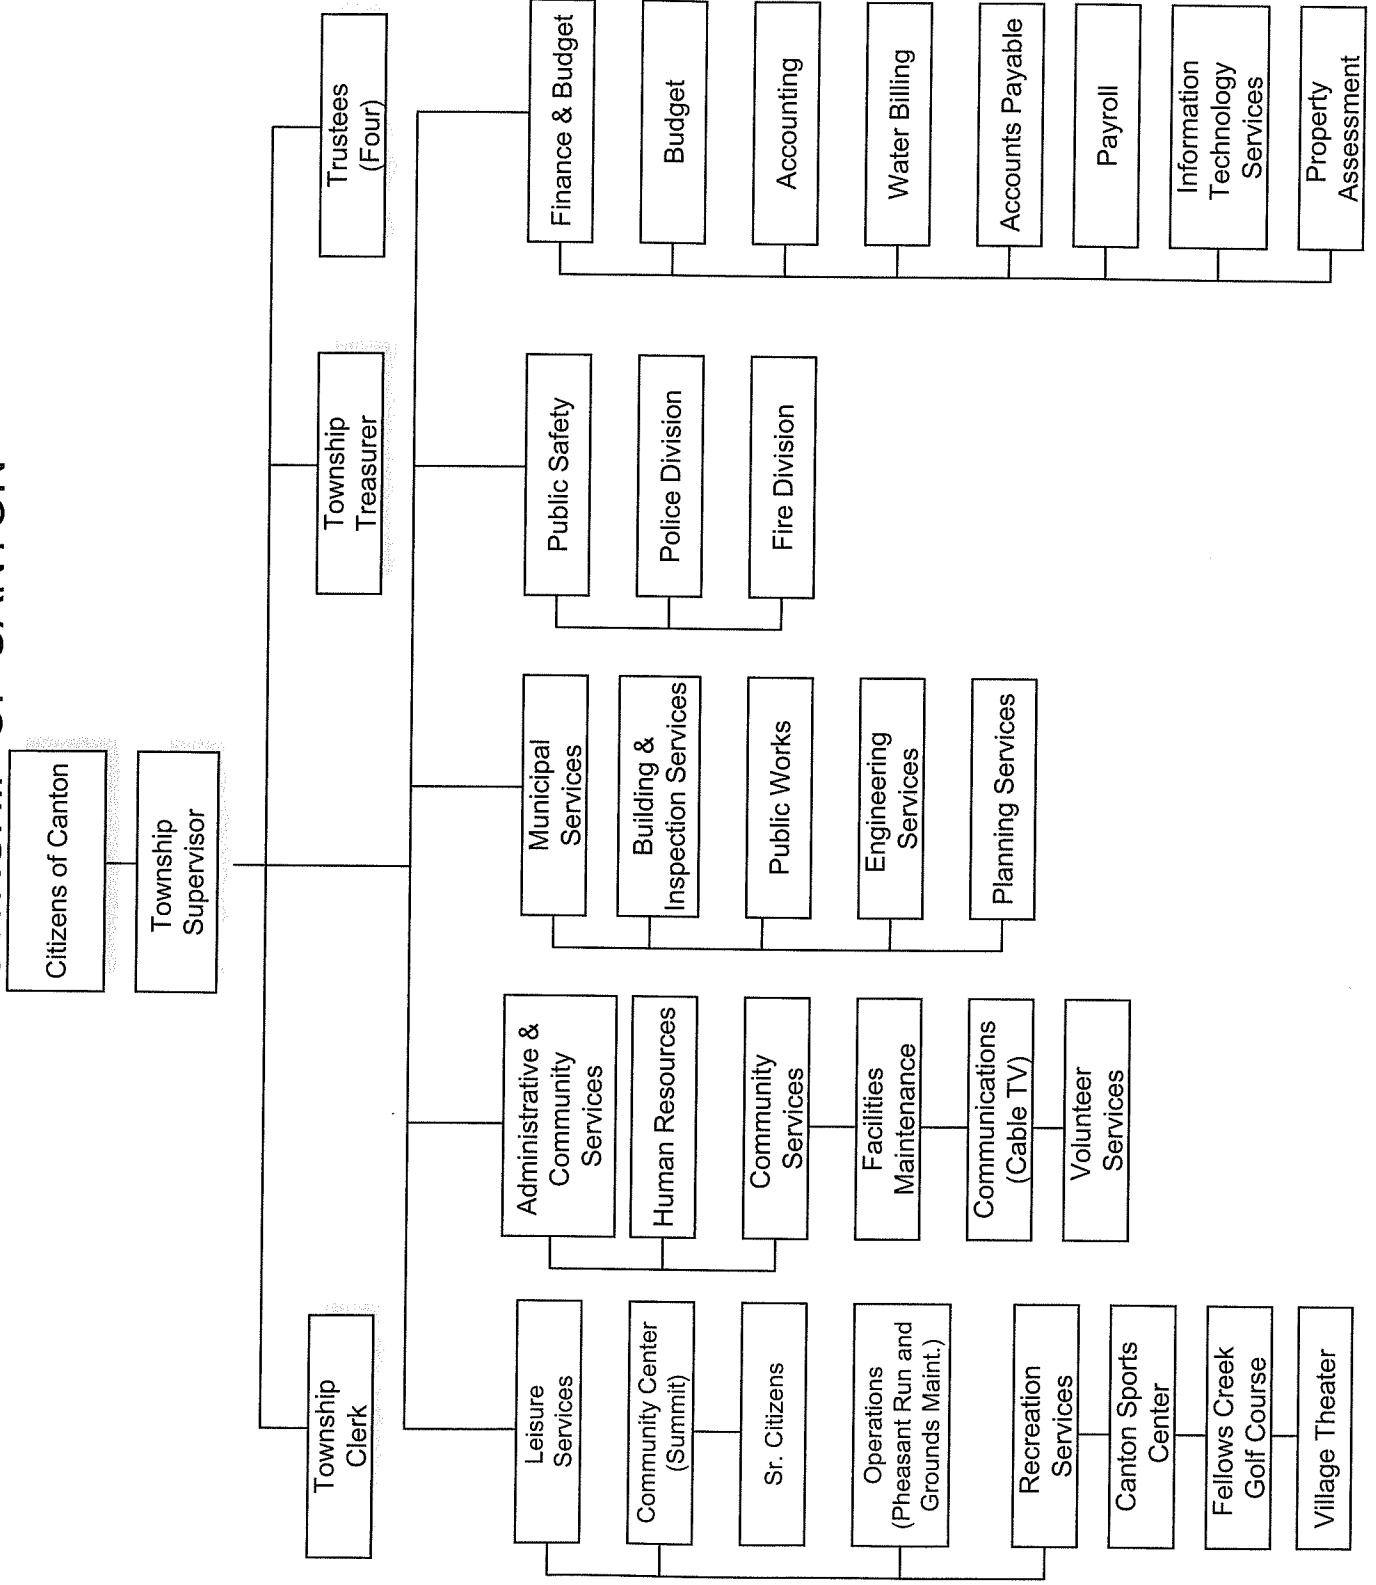 Citizens of Canton
Township
Supervisor
Township
Clerk
Township
Treasurer
Trustees
(Four)
Leisure
Services
Community Center
(Summit)
Sr. Citizens
Operations
(Pheasant Run and
Grounds Maint.)
Recreation
Services
Canton Sports
Center
Fellows Creek
Golf Course
Village Theater
Administrative &
Community
Services
Human Resources
Community
Services
Facilities
Maintenance
Communications
(Cable TV)
Volunteer
Services
Municipal
Services
Building &
Inspection Services
Public Works
Engineering
Services
Planning Services
Public Safety
Police Division
Fire Division
Finance & Budget
Budget
Accounting
Water Billing
Accounts Payable
Payroll
Information
Technology
Services
Property
Assessment